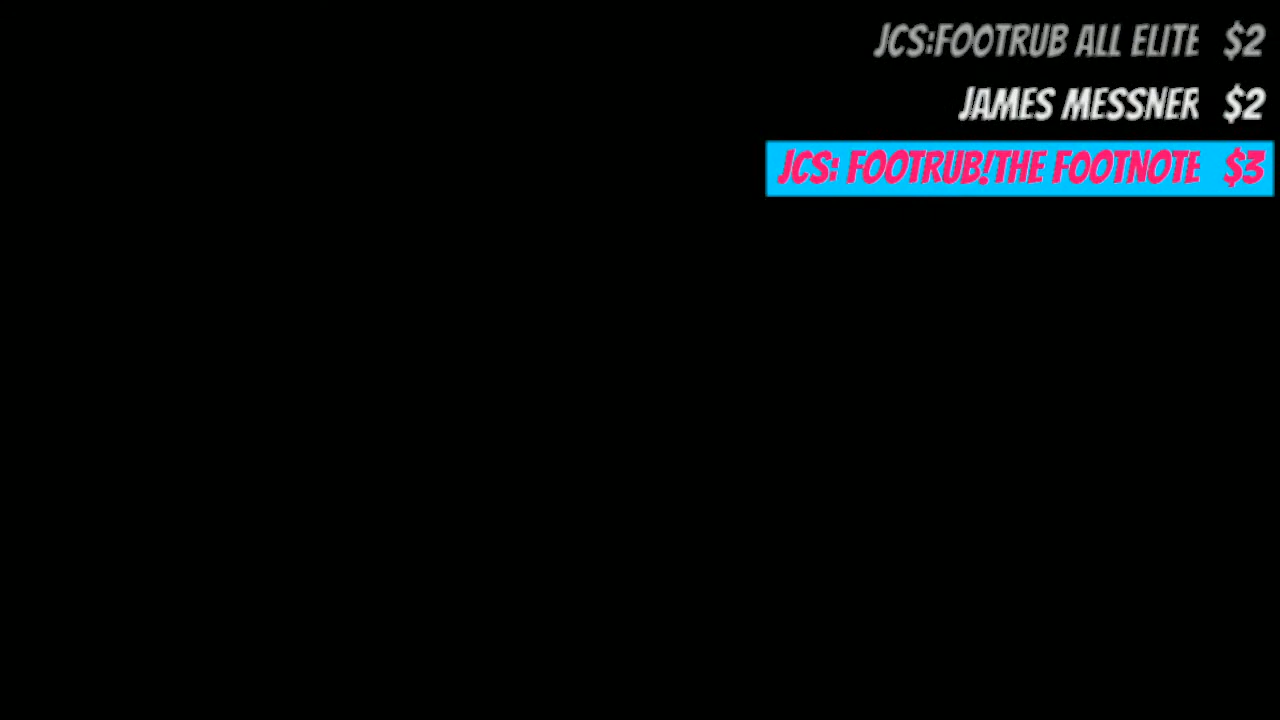 JCS:FOOTRUB ALL ELITE $2
JAMES MESSNER $2
JCS: FOOTRUB!THE FOOTNOTE $3